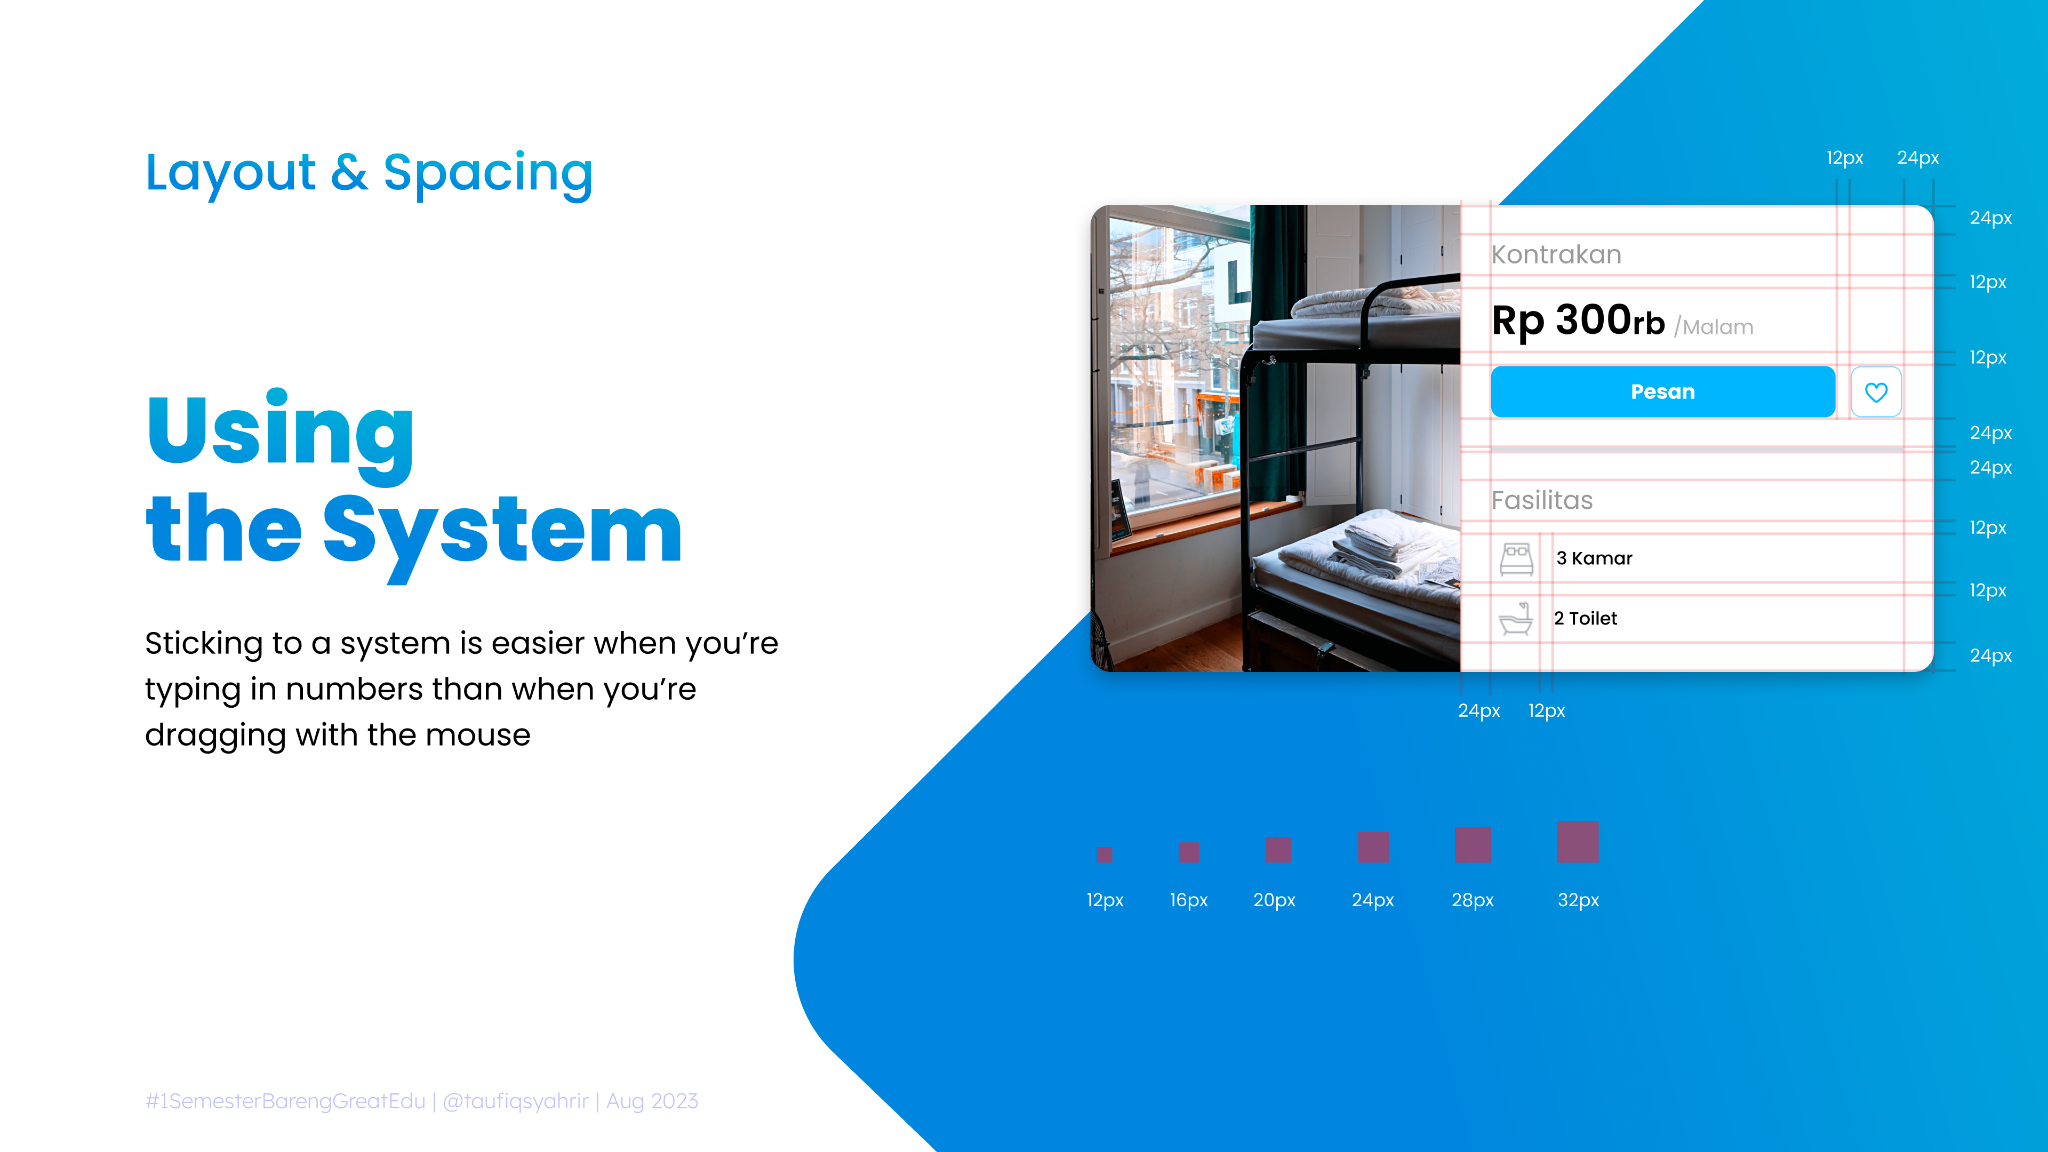 Layout & Spacing
Using
the System
Sticking to a system is easier when you’re
typing in numbers than when you’re
dragging with the mouse
#1SemesterBarengGreatEdu | @taufiqsyahrir | Aug 2023
12px 24px
24px
Kontrakan
12px
Rp 300rb /Malam
12px
Pesan
24px
24px
Fasilitas
12px
3 Kamar
12px
2 Toilet
24px
24px 12px
12px 16px 20px 24px 28px 32px
L